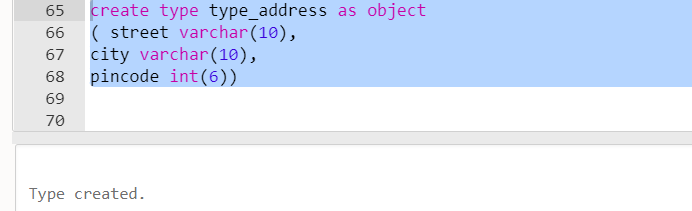 65 create type type_address as object
66 ( street varchar(10),
67 city varchar(10),
68 pincode int(6))
69
70
Type created.